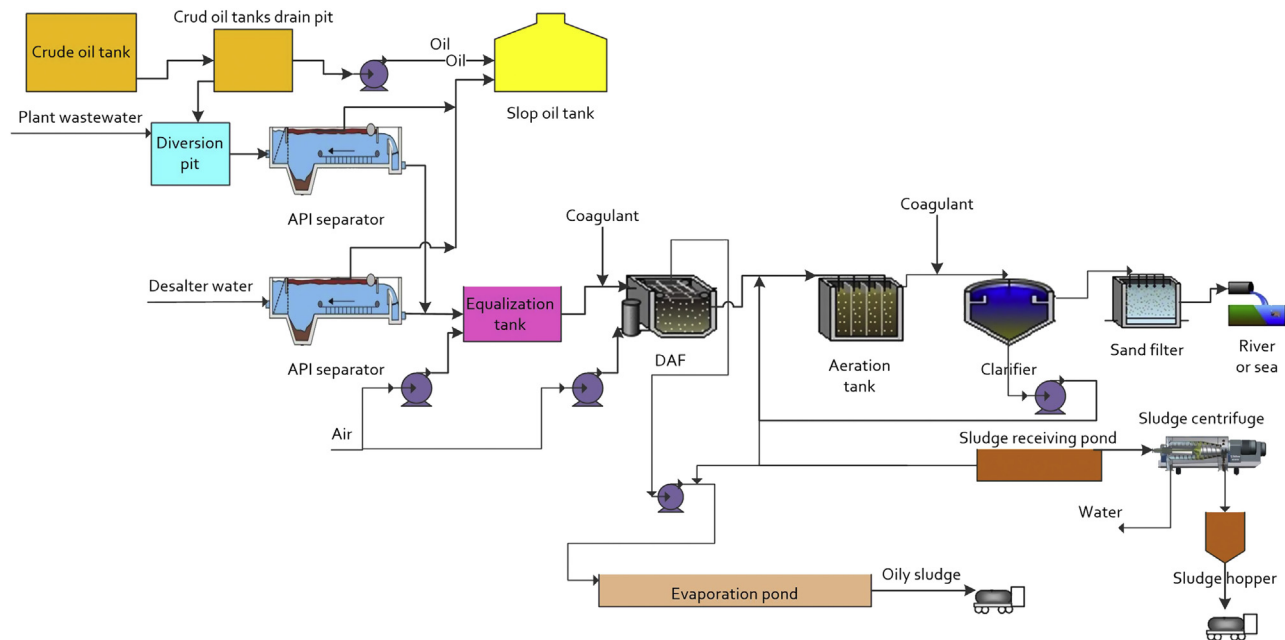 Crud oil tanks drain pit
Crude oil tank
Oil
Oil
Slop oil tank
Plant wastewater
Diversion
pit
API separator
Coagulant
Coagulant
Desalter water
Equalization
tank
API separator
DAF
Aeration
tank
Clarifier
Sand filter
River
or sea
Air
Sludge centrifuge
Sludge receiving pond
Water
Sludge hopper
Oily sludge
Evaporation pond